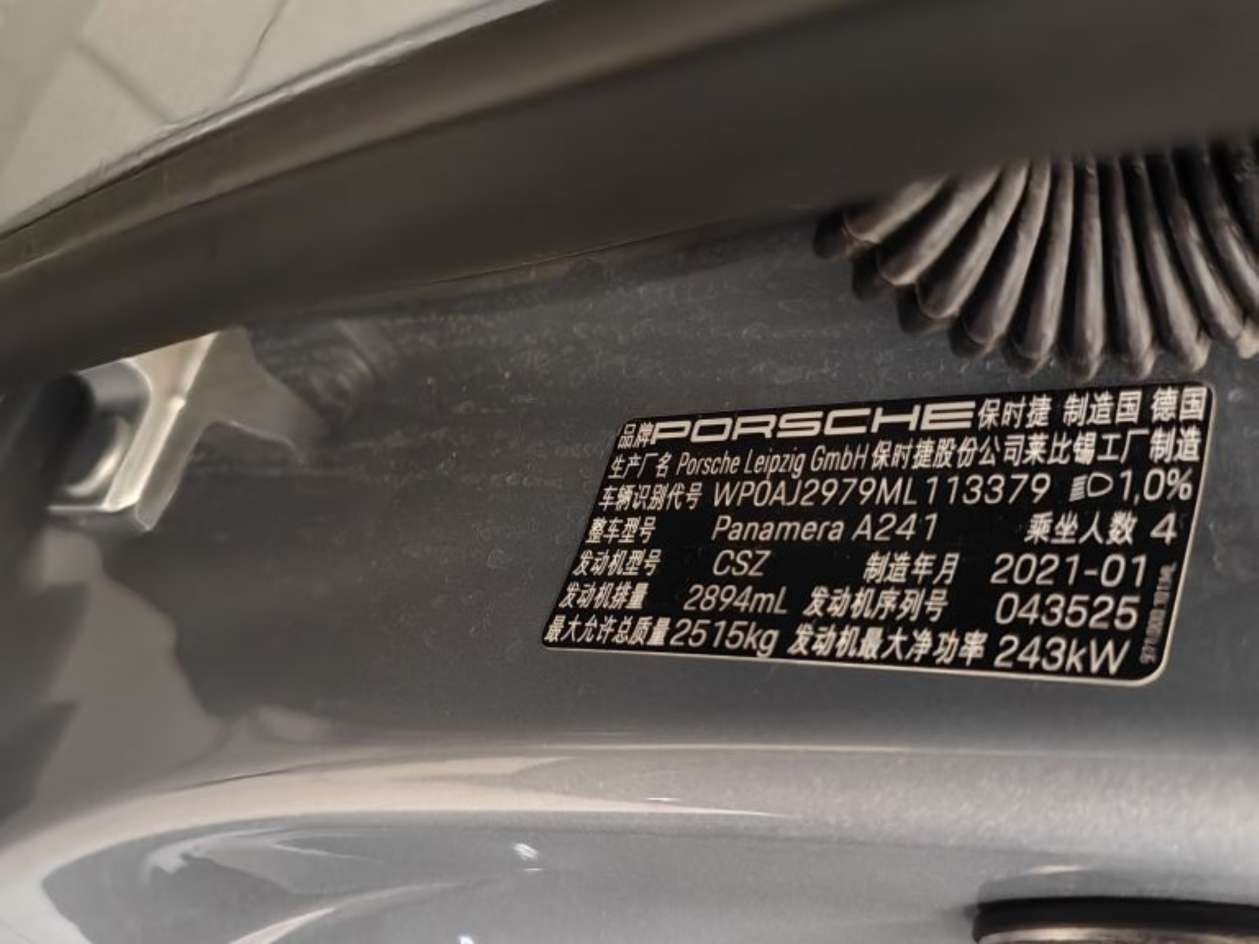 品牌PORSCHE保时捷 制造国 德国
生产厂名 Porsche Leipzig GmbH 保时捷股份公司莱比锡工厂制造
车辆识别代号 WP0AJ2979ML113379 1,0%
整车型号 Panamera A241 乘坐人数 4
发动机型号 CSZ 制造年月 2021-01
发动机排量 2894mL 发动机序列号 043525
最大允许总质量 2515kg 发动机最大净功率 243kW